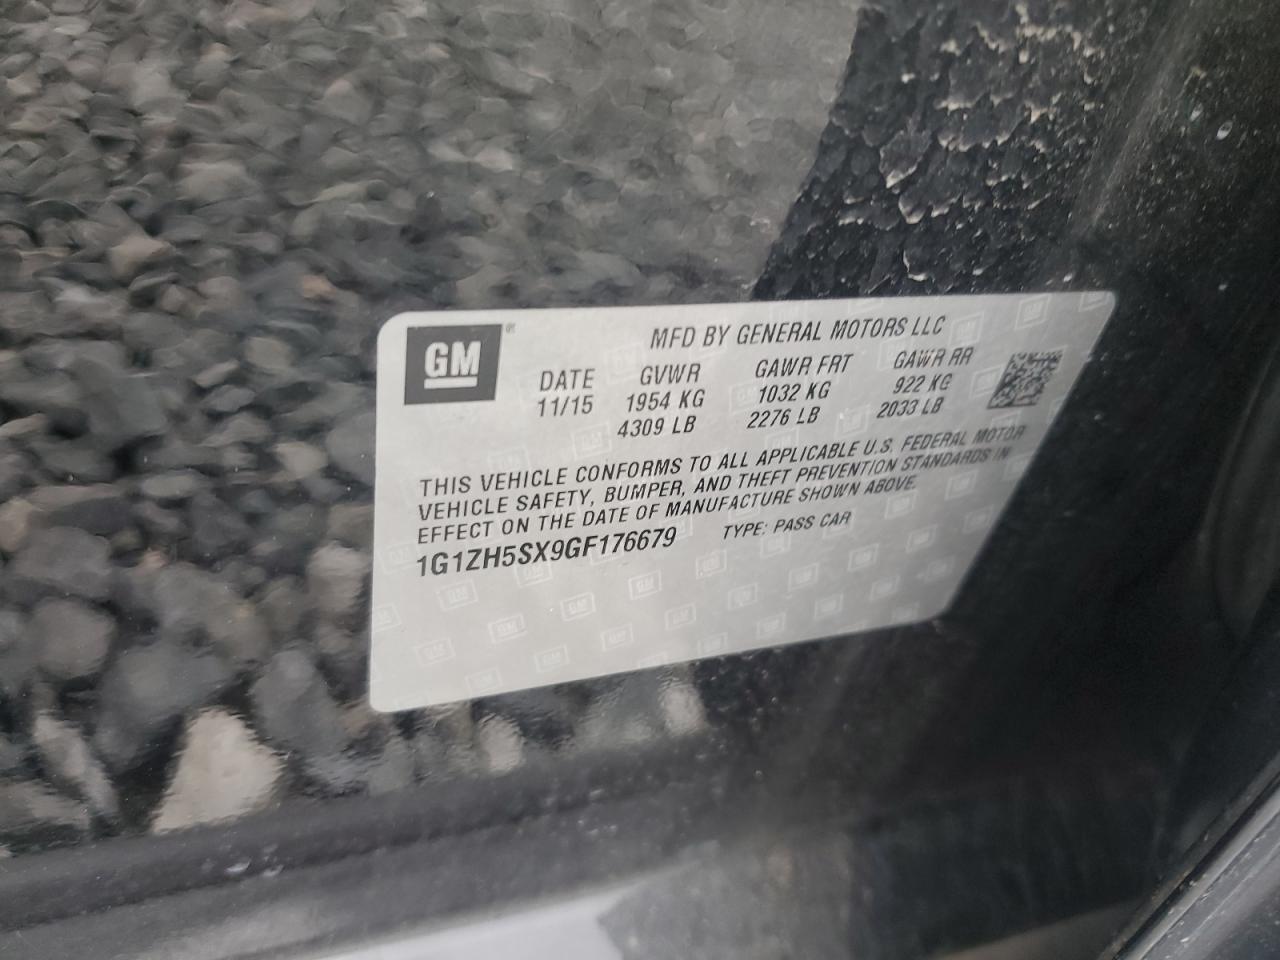 GM
MFD BY GENERAL MOTORS LLC
DATE GVWR GAWR FRT GAWR RR
11/15 1954 KG 1032 KG 922 KG
4309 LB 2276 LB 2033 LB
THIS VEHICLE CONFORMS TO ALL APPLICABLE U.S. FEDERAL MOTOR
VEHICLE SAFETY, BUMPER, AND THEFT PREVENTION STANDARDS IN
EFFECT ON THE DATE OF MANUFACTURE SHOWN ABOVE.
1G1ZH5SX9GF176679 TYPE: PASS CAR